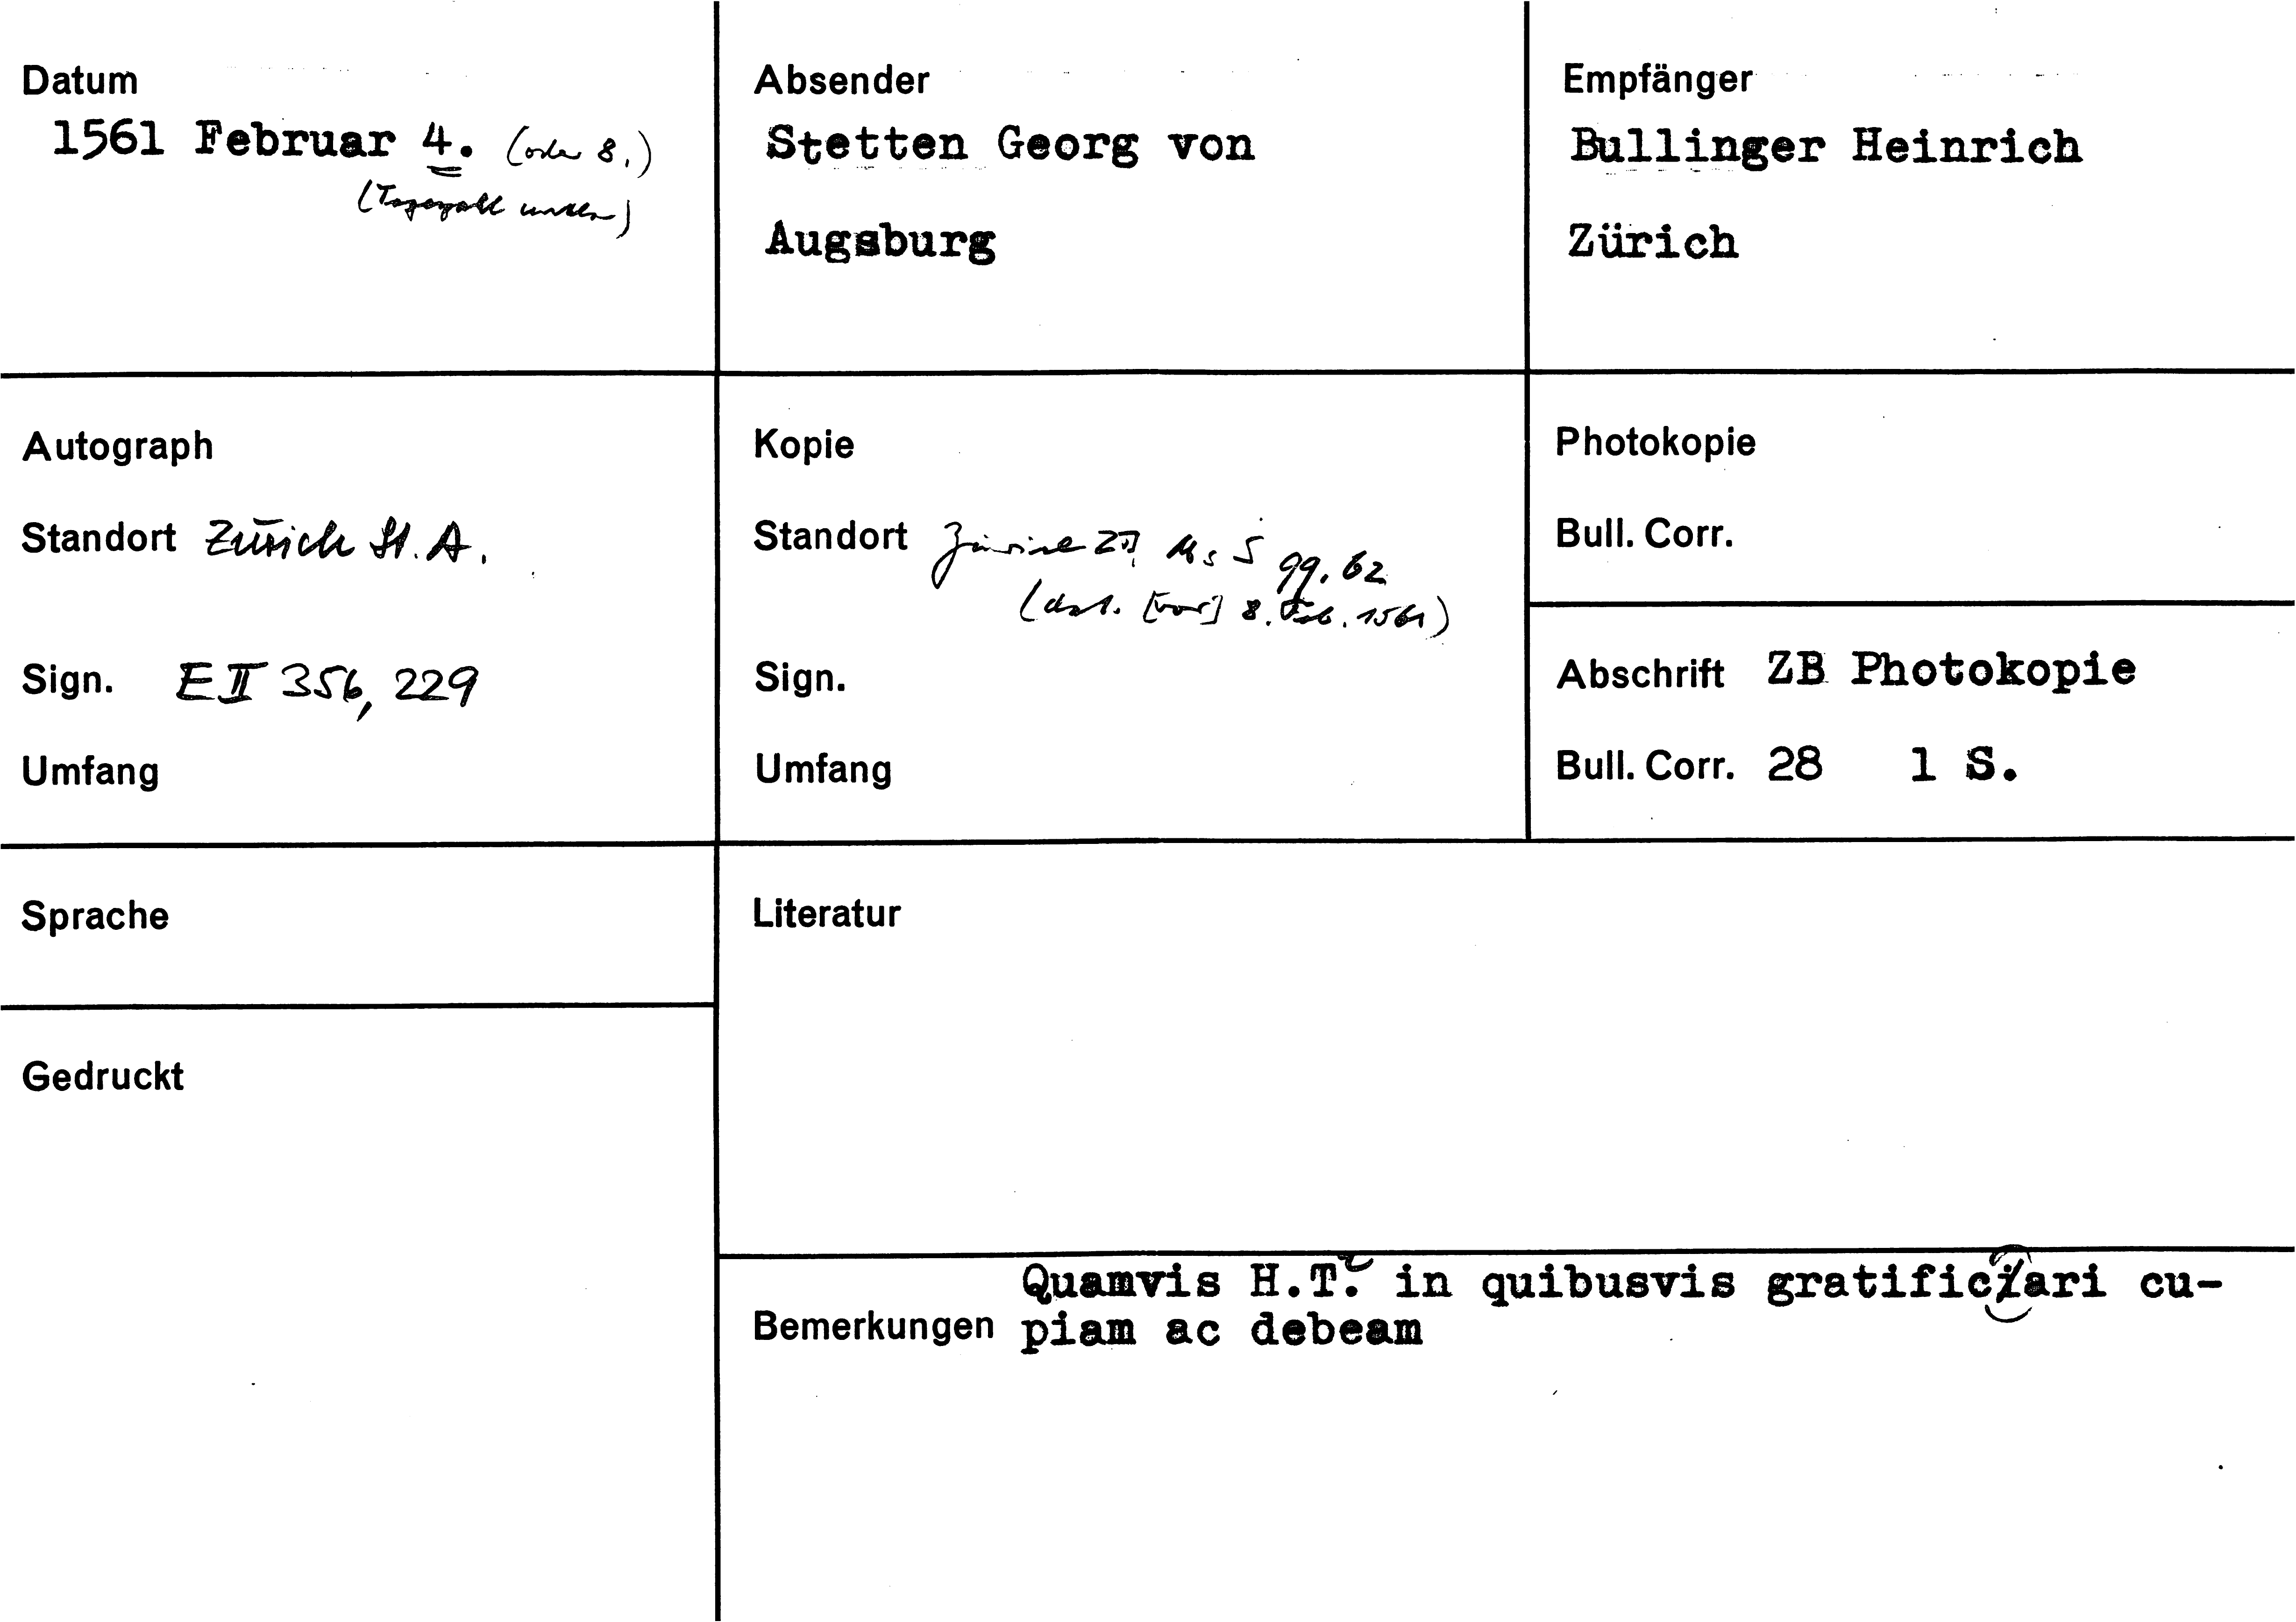 Datum
1561 Februar 4. (oder 8.)
(Tageszahl
Absender
Stetten Georg von
Augsburg
Empfänger
Bullinger Heinrich
Zürich
Autograph
Standort Zürich St. A.
Sign. E II 356, 229
Umfang
Kopie
Standort Zürich ZB, Ms S 99, 62
(dat. [vor] 8. Feb. 1561)
Sign.
Umfang
Photokopie
Bull. Corr.
Abschrift ZB Photokopie
Bull. Corr. 28 1 S.
Sprache
Literatur
Gedruckt
Bemerkungen
Quamvis H.T. in quibusvis gratificari cu-
piam ac debeam